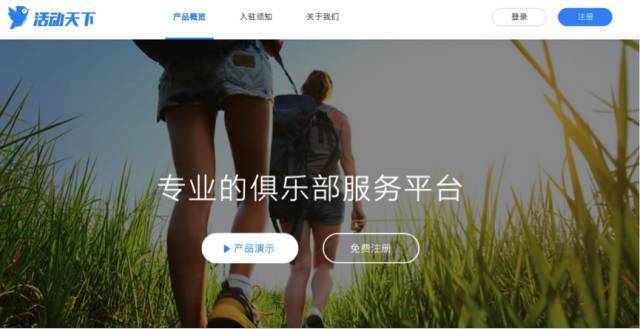 活动天下
产品概览
入驻须知
关于我们
登录
注册
专业的俱乐部服务平台
产品演示
免费注册